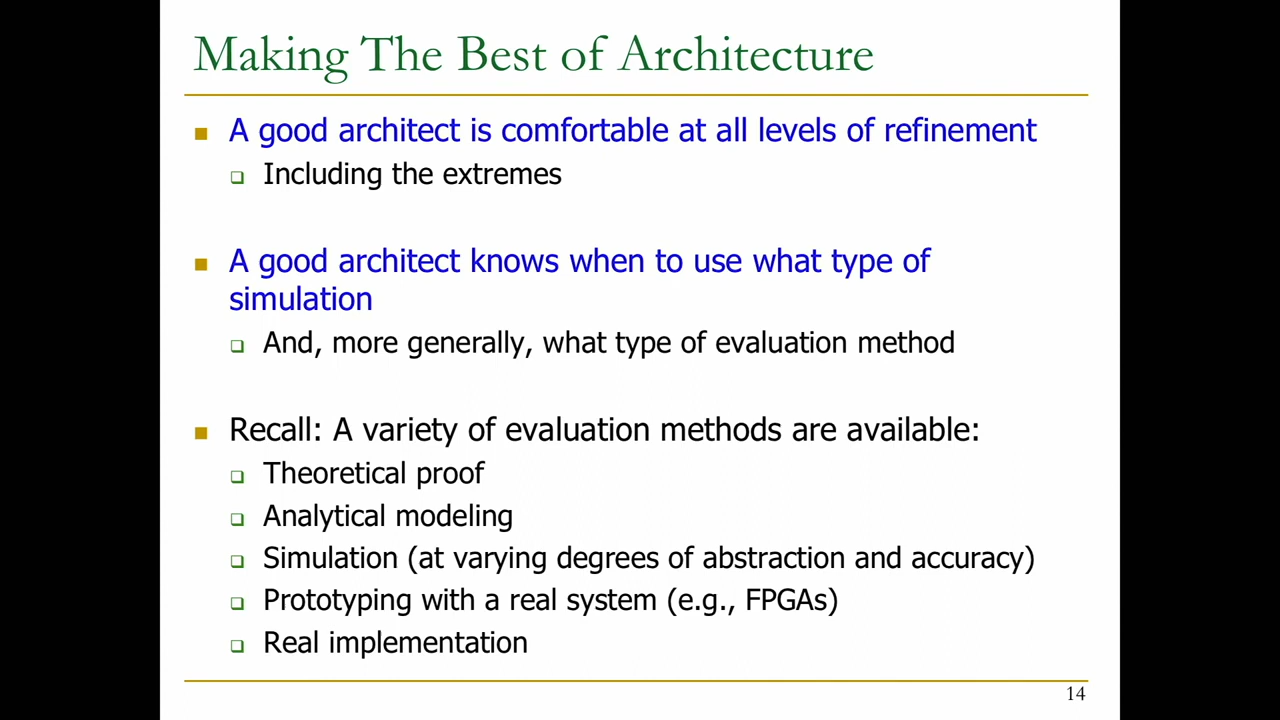 Making The Best of Architecture
A good architect is comfortable at all levels of refinement
Including the extremes
A good architect knows when to use what type of
simulation
And, more generally, what type of evaluation method
Recall: A variety of evaluation methods are available:
Theoretical proof
Analytical modeling
Simulation (at varying degrees of abstraction and accuracy)
Prototyping with a real system (e.g., FPGAs)
Real implementation
14